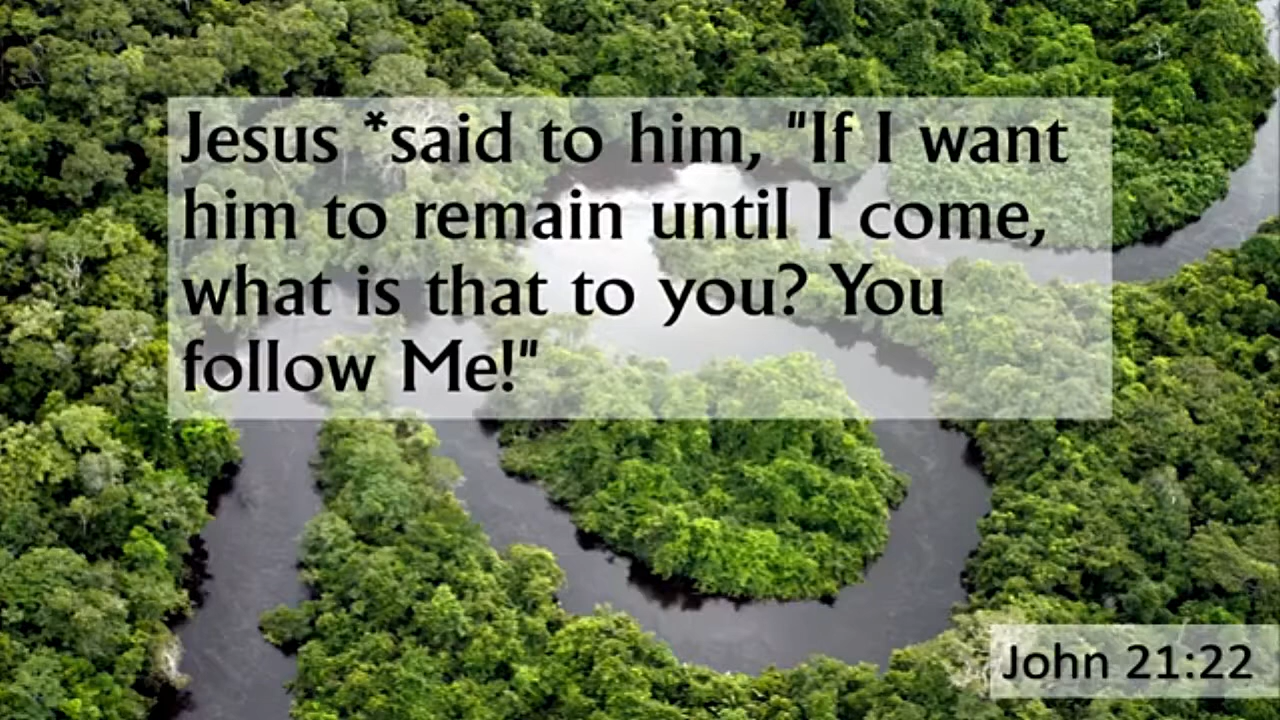 Jesus *said to him, "If I want
him to remain until I come,
what is that to you? You
follow Me!"
John 21:22